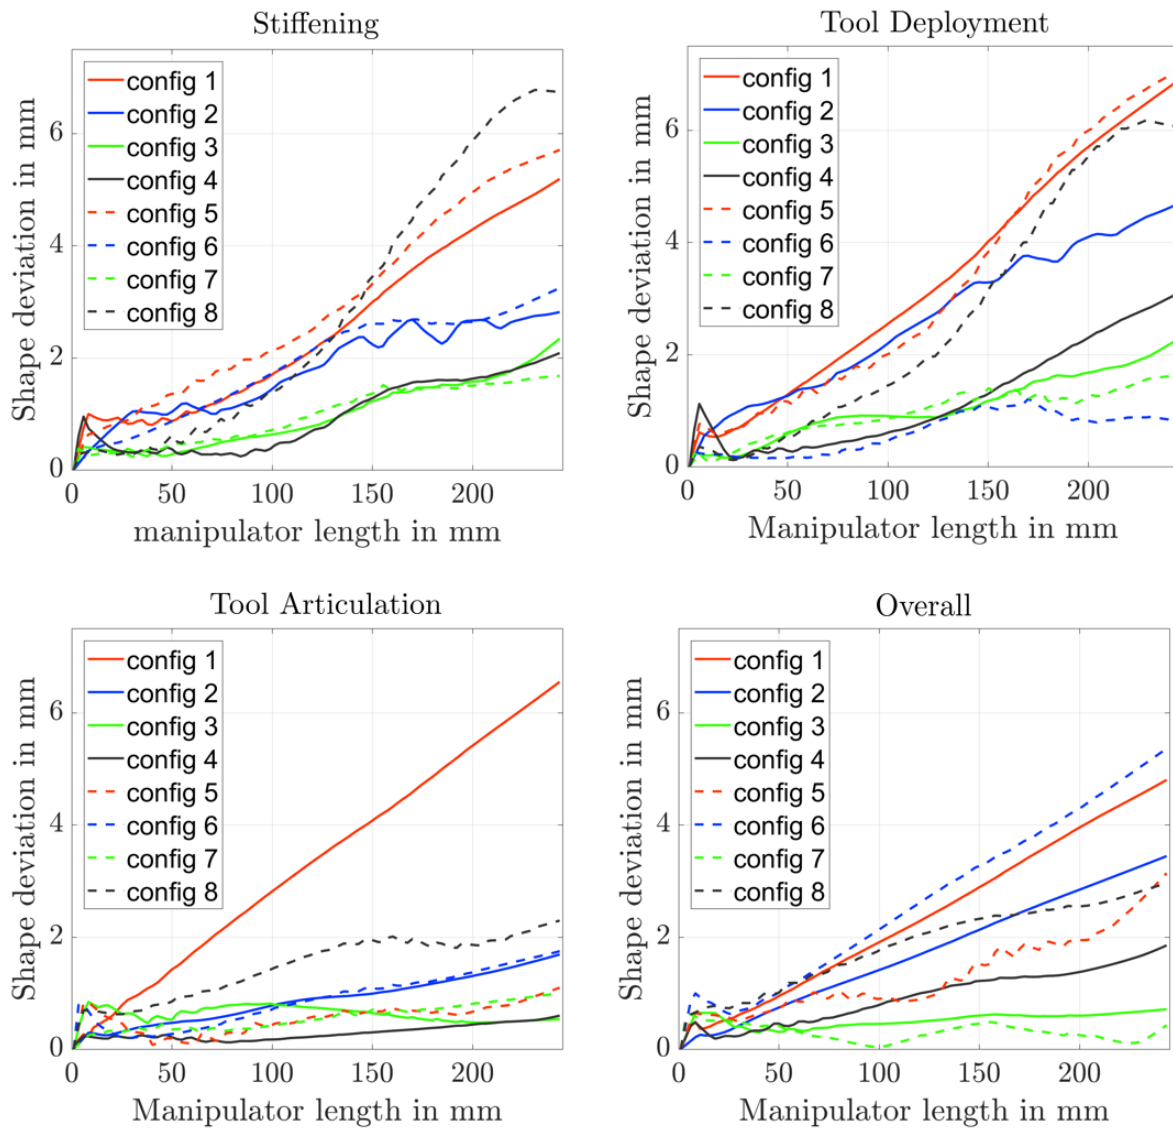 Stiffening
Shape deviation in mm
6
4
2
0
config 1
config 2
config 3
config 4
config 5
config 6
config 7
config 8
0 50 100 150 200
manipulator length in mm
Tool Deployment
Shape deviation in mm
6
4
2
0
config 1
config 2
config 3
config 4
config 5
config 6
config 7
config 8
0 50 100 150 200
Manipulator length in mm
Tool Articulation
Shape deviation in mm
6
4
2
0
config 1
config 2
config 3
config 4
config 5
config 6
config 7
config 8
0 50 100 150 200
Manipulator length in mm
Overall
Shape deviation in mm
6
4
2
0
config 1
config 2
config 3
config 4
config 5
config 6
config 7
config 8
0 50 100 150 200
Manipulator length in mm